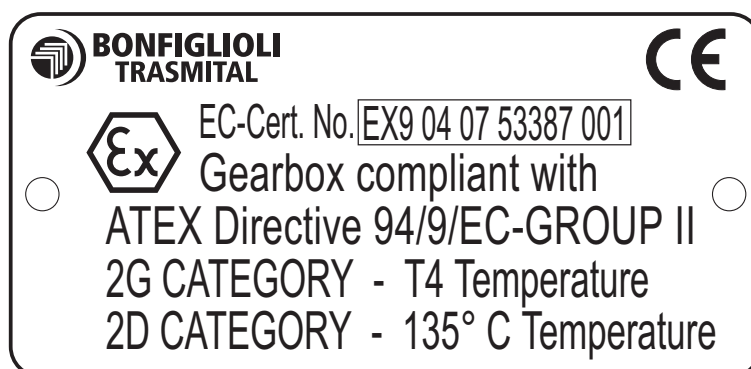 BONFIGLIOLI
TRASMITAL
CE
EC-Cert. No. EX9 04 07 53387 001
Ex
Gearbox compliant with
ATEX Directive 94/9/EC-GROUP II
2G CATEGORY - T4 Temperature
2D CATEGORY - 135° C Temperature